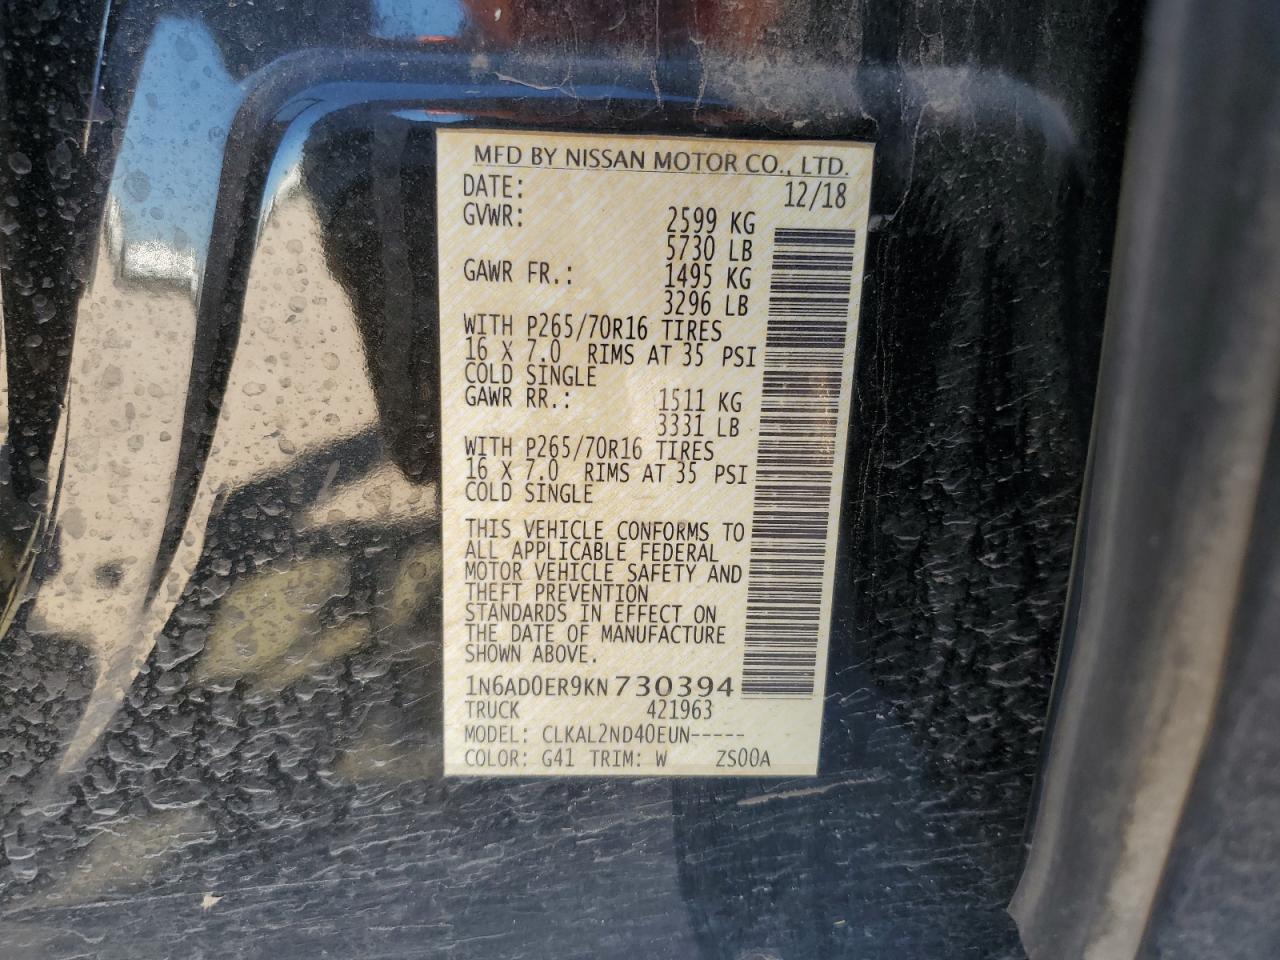 MFD BY NISSAN MOTOR CO., LTD.
DATE: 12/18
GVWR: 2599 KG
5730 LB
GAWR FR.: 1495 KG
3296 LB
WITH P265/70R16 TIRES
16 X 7.0 RIMS AT 35 PSI
COLD SINGLE
GAWR RR.: 1511 KG
3331 LB
WITH P265/70R16 TIRES
16 X 7.0 RIMS AT 35 PSI
COLD SINGLE
THIS VEHICLE CONFORMS TO
ALL APPLICABLE FEDERAL
MOTOR VEHICLE SAFETY AND
THEFT PREVENTION
STANDARDS IN EFFECT ON
THE DATE OF MANUFACTURE
SHOWN ABOVE.
1N6AD0ER9KN730394
TRUCK 421963
MODEL: CLKAL2ND40EUN-----
COLOR: G41 TRIM: W ZS00A